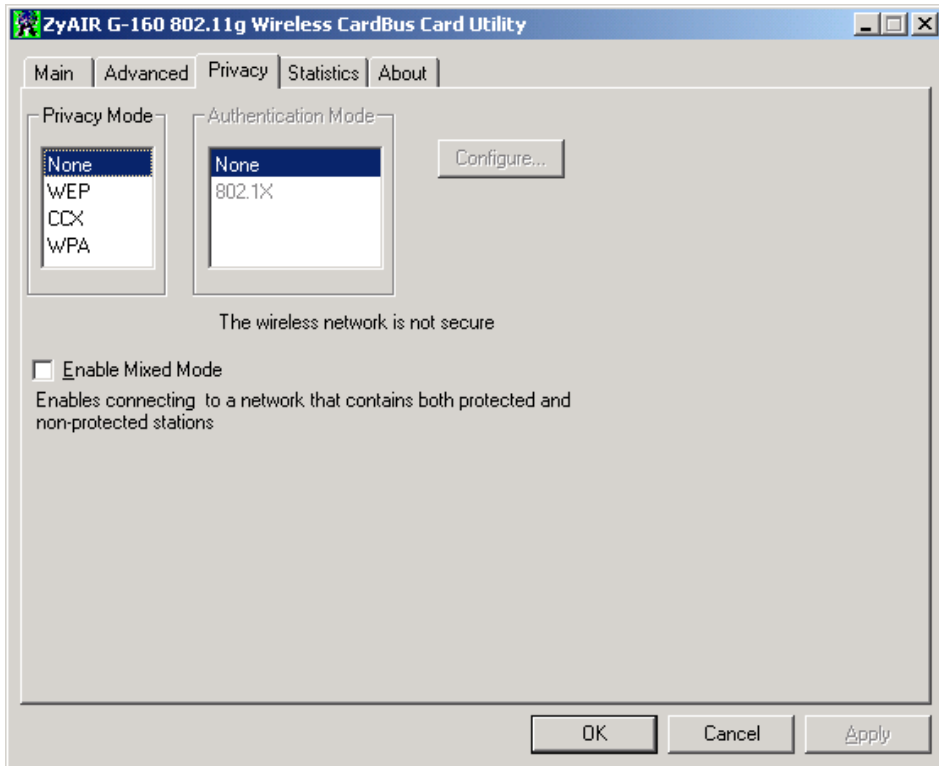 ZyAIR G-160 802.11g Wireless CardBus Card Utility
Main Advanced Privacy Statistics About
Privacy Mode Authentication Mode
None None Configure...
WEP 802.1X
CCX
WPA
The wireless network is not secure
Enable Mixed Mode
Enables connecting to a network that contains both protected and
non-protected stations
OK Cancel Apply